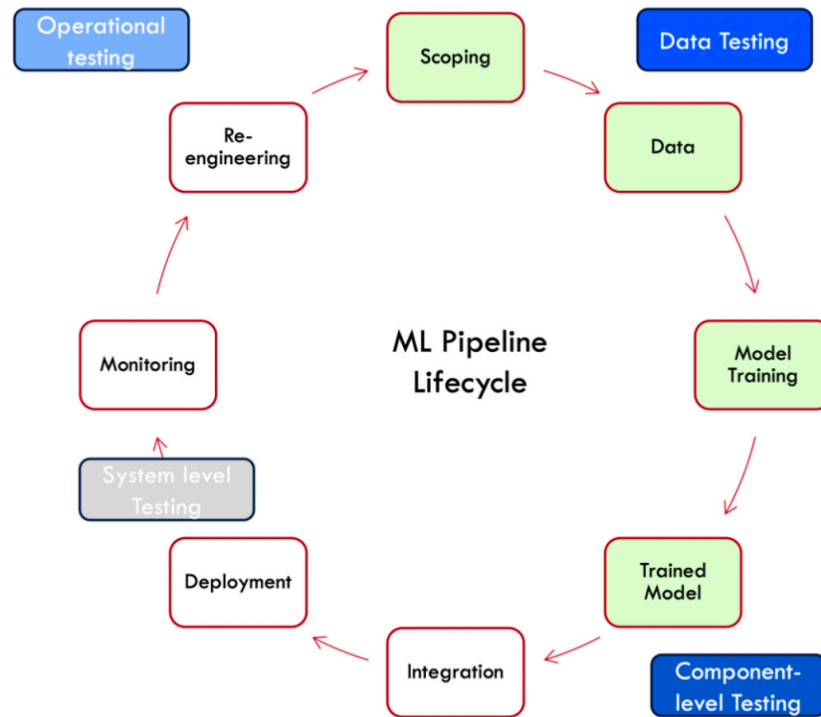 Operational
testing
Scoping
Data Testing
Re-
engineering
Data
Monitoring
ML Pipeline
Lifecycle
Model
Training
System level
Testing
Deployment
Trained
Model
Integration
Component-
level Testing